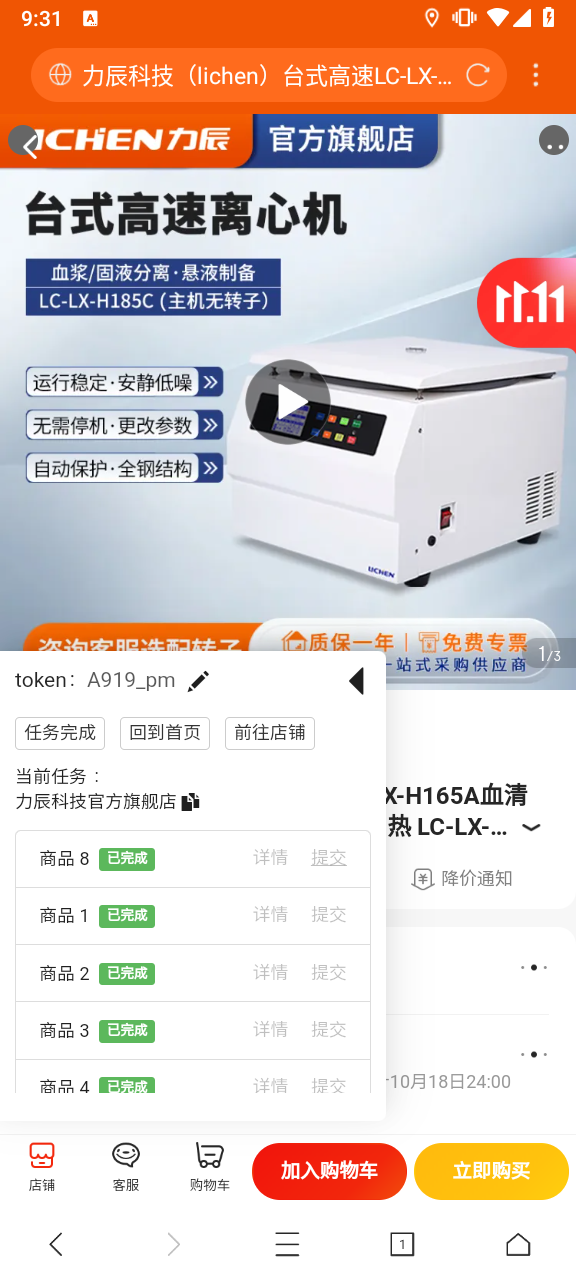 9:31
力辰科技（lichen）台式高速LC-LX-...
LICHEN力辰 官方旗舰店
台式高速离心机
血浆/固液分离·悬液制备
LC-LX-H185C (主机无转子)
11.11
运行稳定·安静低噪
无需停机·更改参数
自动保护·全钢结构
LICHEN
咨询客服选配转子
质保一年 | 免费专票
一站式采购供应商
1/3
token: A919_pm
任务完成 回到首页 前往店铺
当前任务：
力辰科技官方旗舰店
X-H165A血清
热 LC-LX-...
降价通知
商品 8 已完成 详情 提交
商品 1 已完成 详情 提交
商品 2 已完成 详情 提交
商品 3 已完成 详情 提交
商品 4 已完成 详情 提交
10月18日24:00
店铺 客服 购物车 加入购物车 立即购买
1